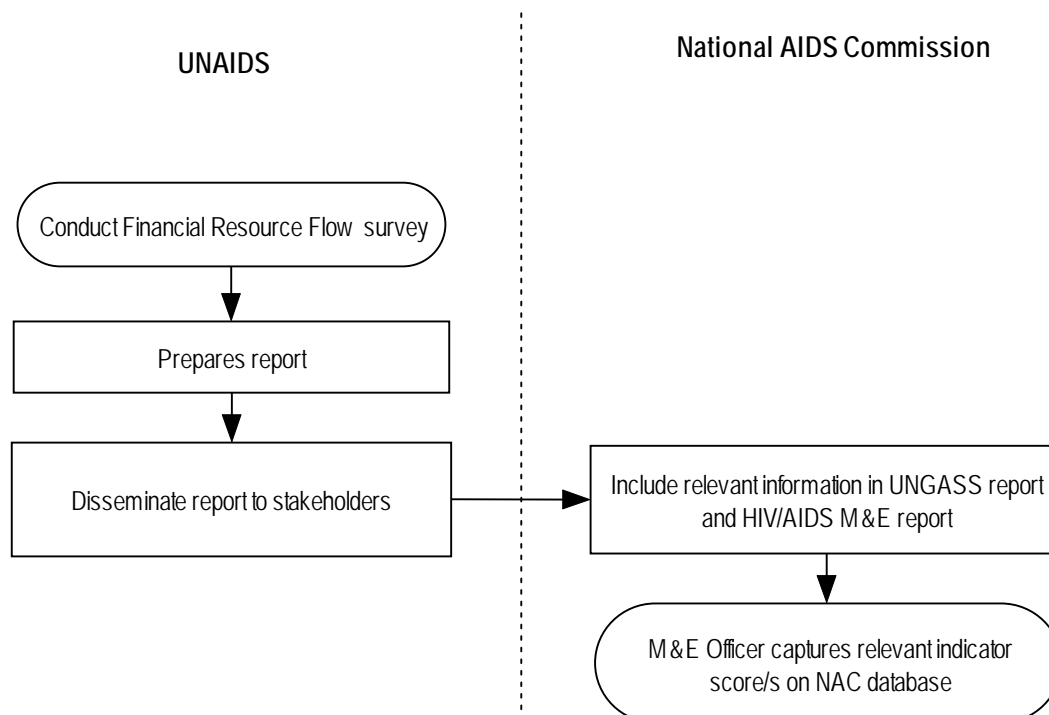 UNAIDS
National AIDS Commission
Conduct Financial Resource Flow survey
Prepares report
Disseminate report to stakeholders
Include relevant information in UNGASS report
and HIV/AIDS M&E report
M&E Officer captures relevant indicator
score/s on NAC database